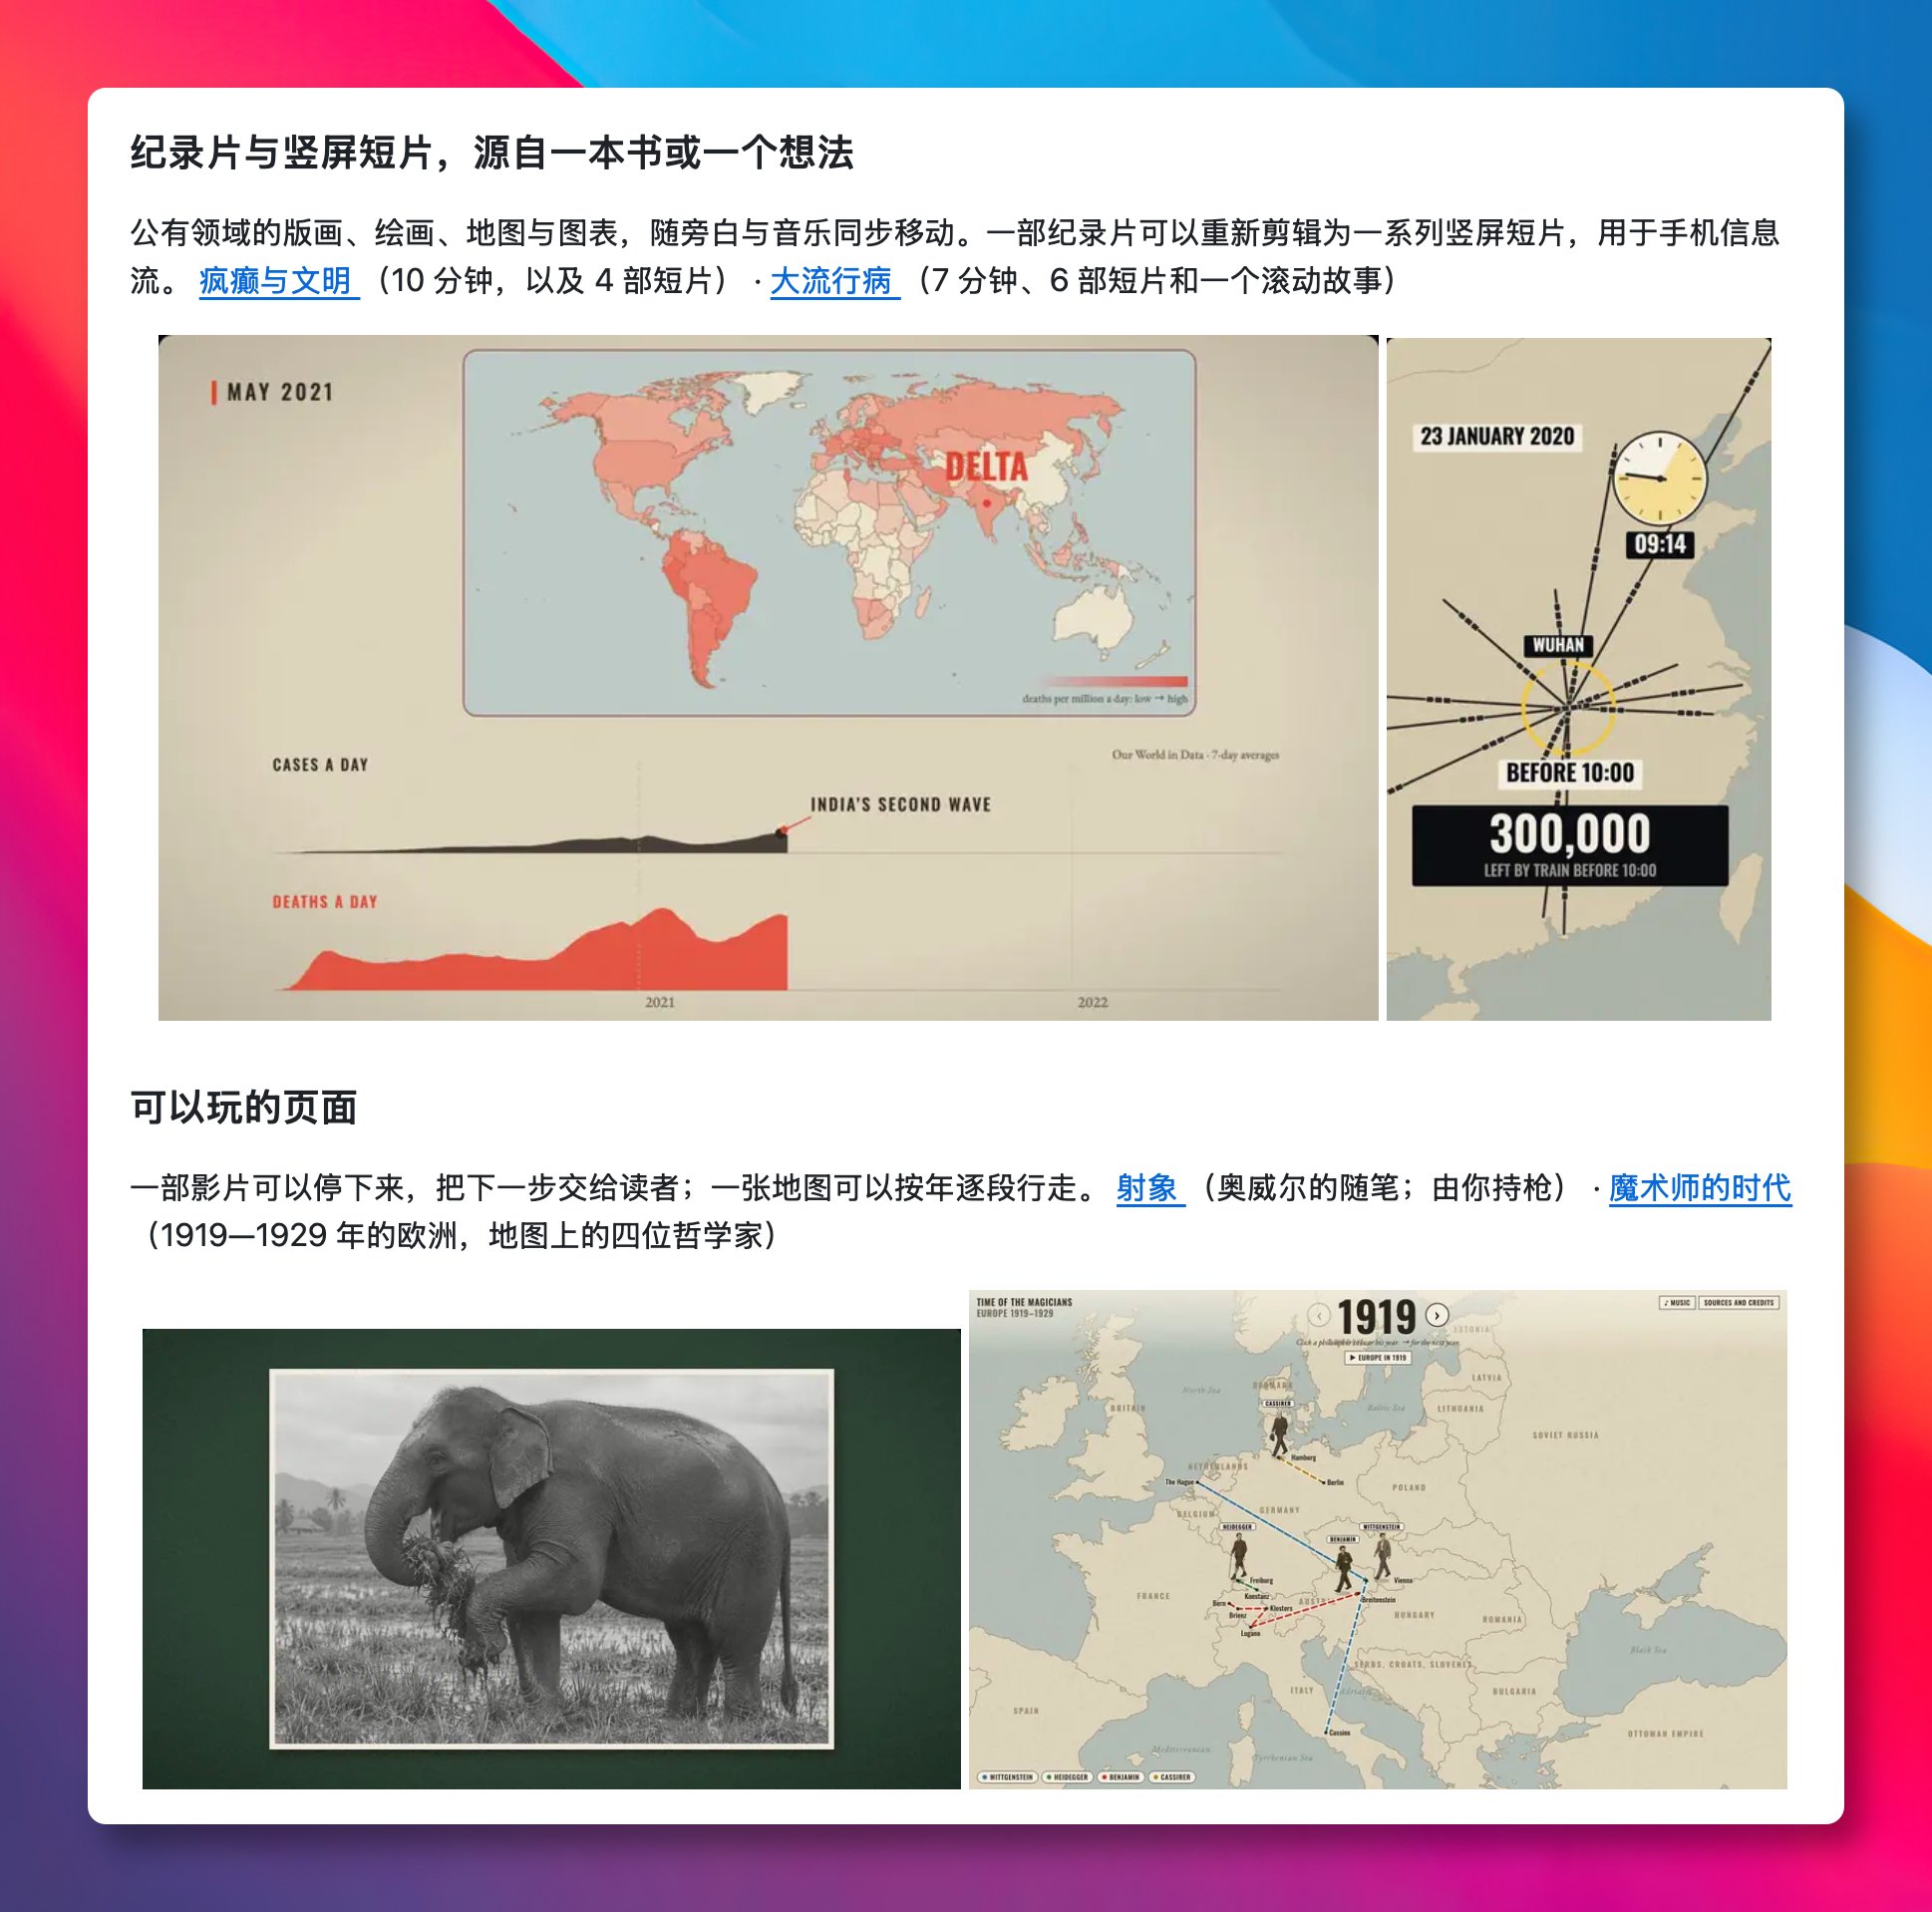 纪录片与竖屏短片，源自一本书或一个想法
公有领域的版画、绘画、地图与图表，随旁白与音乐同步移动。一部纪录片可以重新剪辑为一系列竖屏短片，用于手机信息
流。 疯癫与文明 （10 分钟，以及 4 部短片） · 大流行病 （7 分钟、6 部短片和一个滚动故事）
MAY 2021
DELTA
deaths per million a day: low → high
Our World in Data · 7-day averages
CASES A DAY
INDIA'S SECOND WAVE
DEATHS A DAY
2021
2022
23 JANUARY 2020
09:14
WUHAN
BEFORE 10:00
300,000
LEFT BY TRAIN BEFORE 10:00
可以玩的页面
一部影片可以停下来，把下一步交给读者；一张地图可以按年逐段行走。 射象 （奥威尔的随笔；由你持枪） · 魔术师的时代
（1919—1929 年的欧洲，地图上的四位哲学家）
TIME OF THE MAGICIANS
EUROPE 1919–1929
‹ 1919 ›
♪ MUSIC
SOURCES AND CREDITS
▶ EUROPE IN 1919
ESTONIA
LATVIA
LITHUANIA
SOVIET RUSSIA
North Sea
DENMARK
Baltic Sea
BRITAIN
CASSIRER
Hamburg
Berlin
NETHERLANDS
The Hague
POLAND
BELGIUM
GERMANY
HEIDEGGER
BENJAMIN
WITTGENSTEIN
Freiburg
Konstanz
Vienna
FRANCE
Bern
Brienz
Klosters
AUSTRIA
Breitenstein
HUNGARY
ROMANIA
Lugano
Black Sea
SERBS, CROATS, SLOVENES
ITALY
Adriatic
BULGARIA
SPAIN
Cassino
OTTOMAN EMPIRE
Mediterranean
Tyrrhenian Sea
WITTGENSTEIN
HEIDEGGER
BENJAMIN
CASSIRER